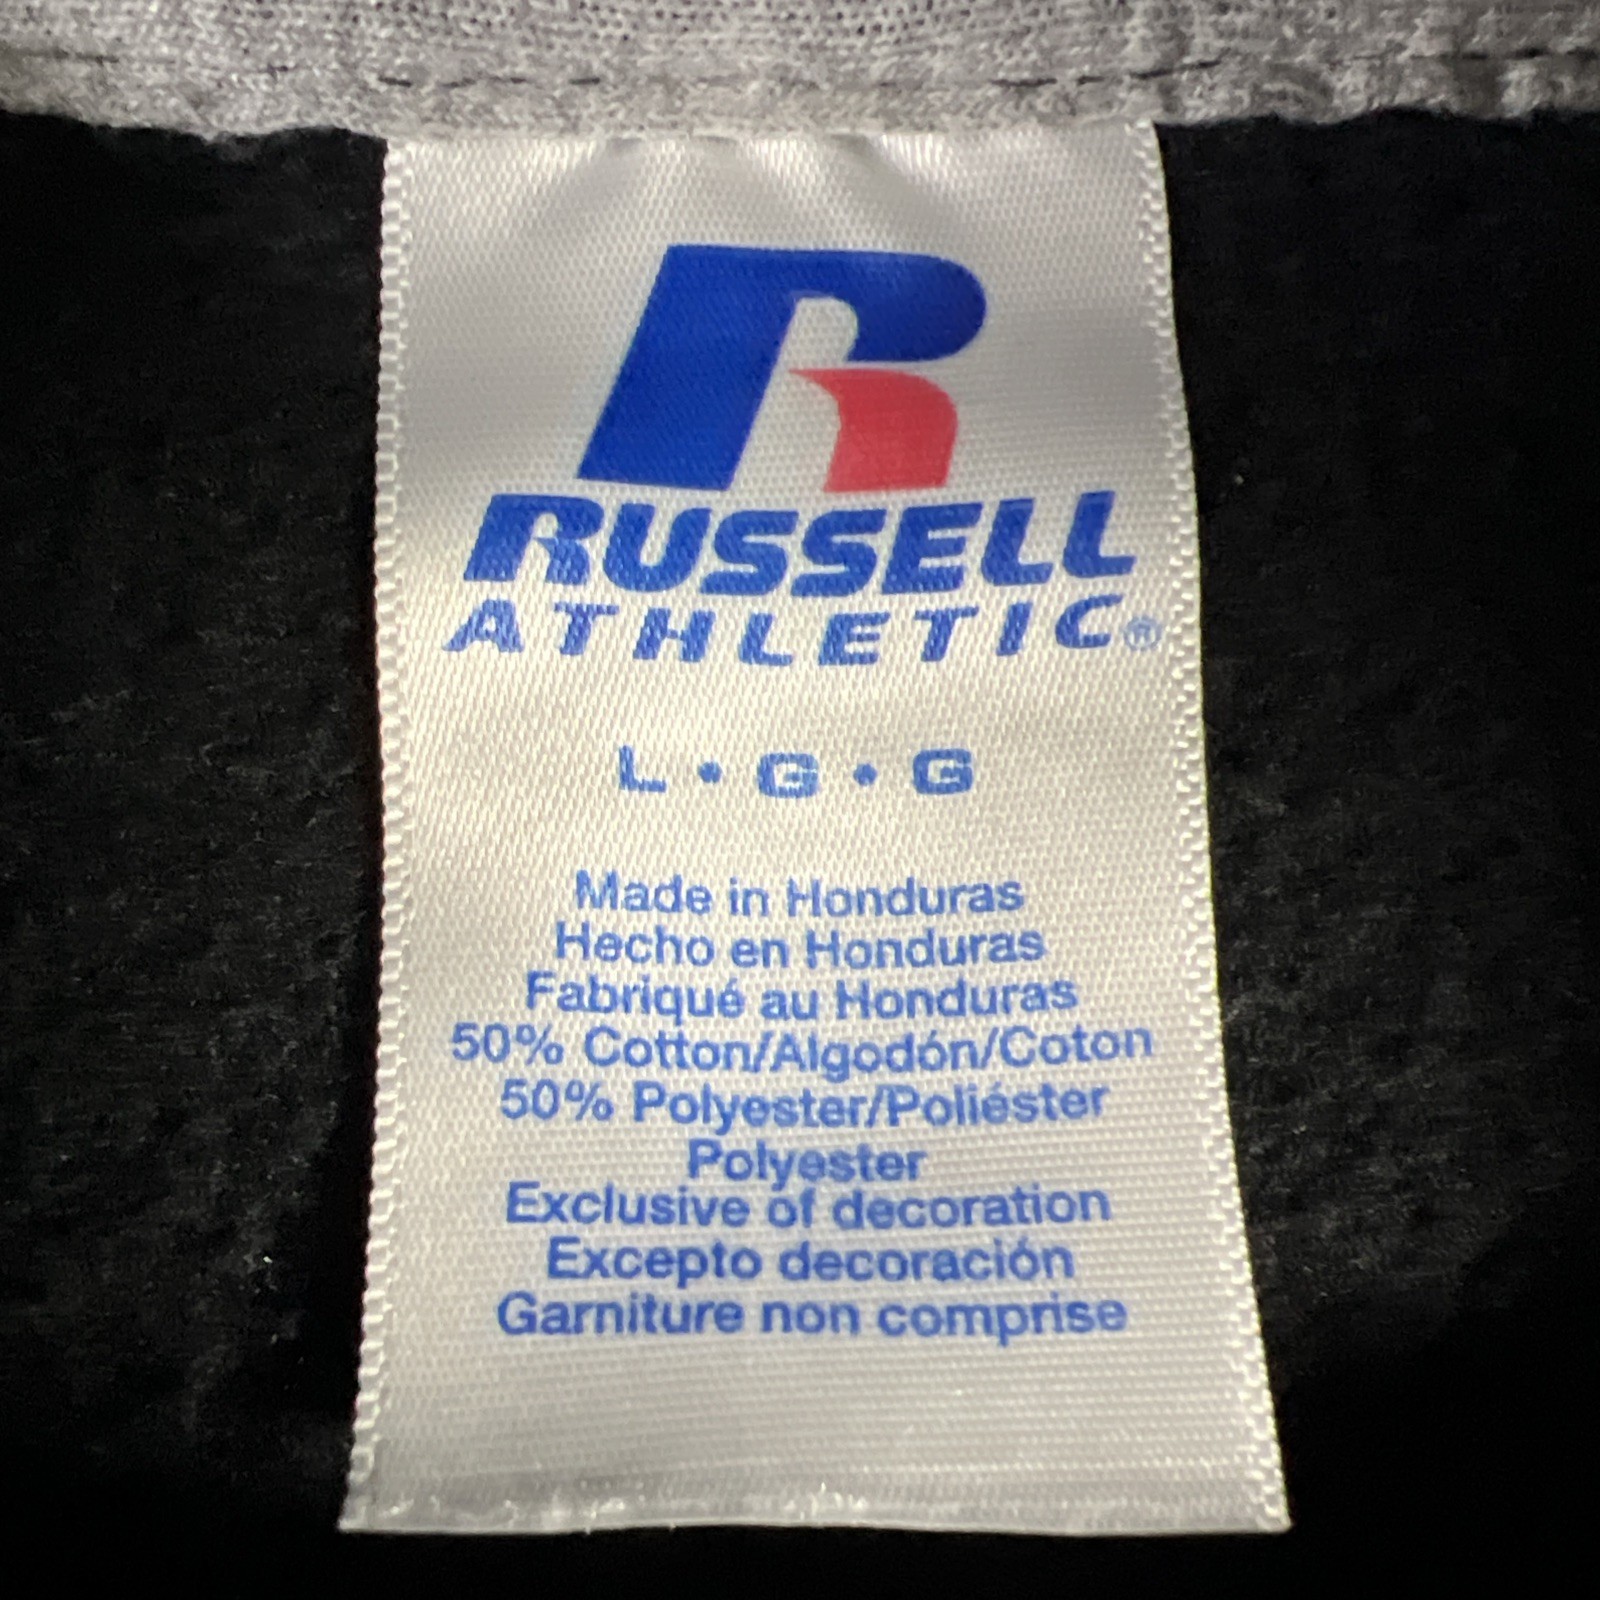 R
RUSSELL
ATHLETIC®
L • G • G
Made in Honduras
Hecho en Honduras
Fabriqué au Honduras
50% Cotton/Algodón/Coton
50% Polyester/Poliéster
Polyester
Exclusive of decoration
Excepto decoración
Garniture non comprise